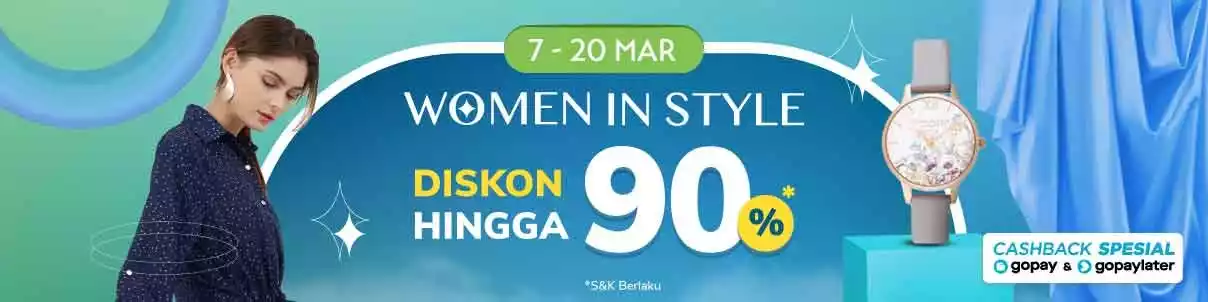 7 - 20 MAR
WOMEN IN STYLE
DISKON
HINGGA
90%*
*S&K Berlaku
CASHBACK SPESIAL
gopay & gopaylater